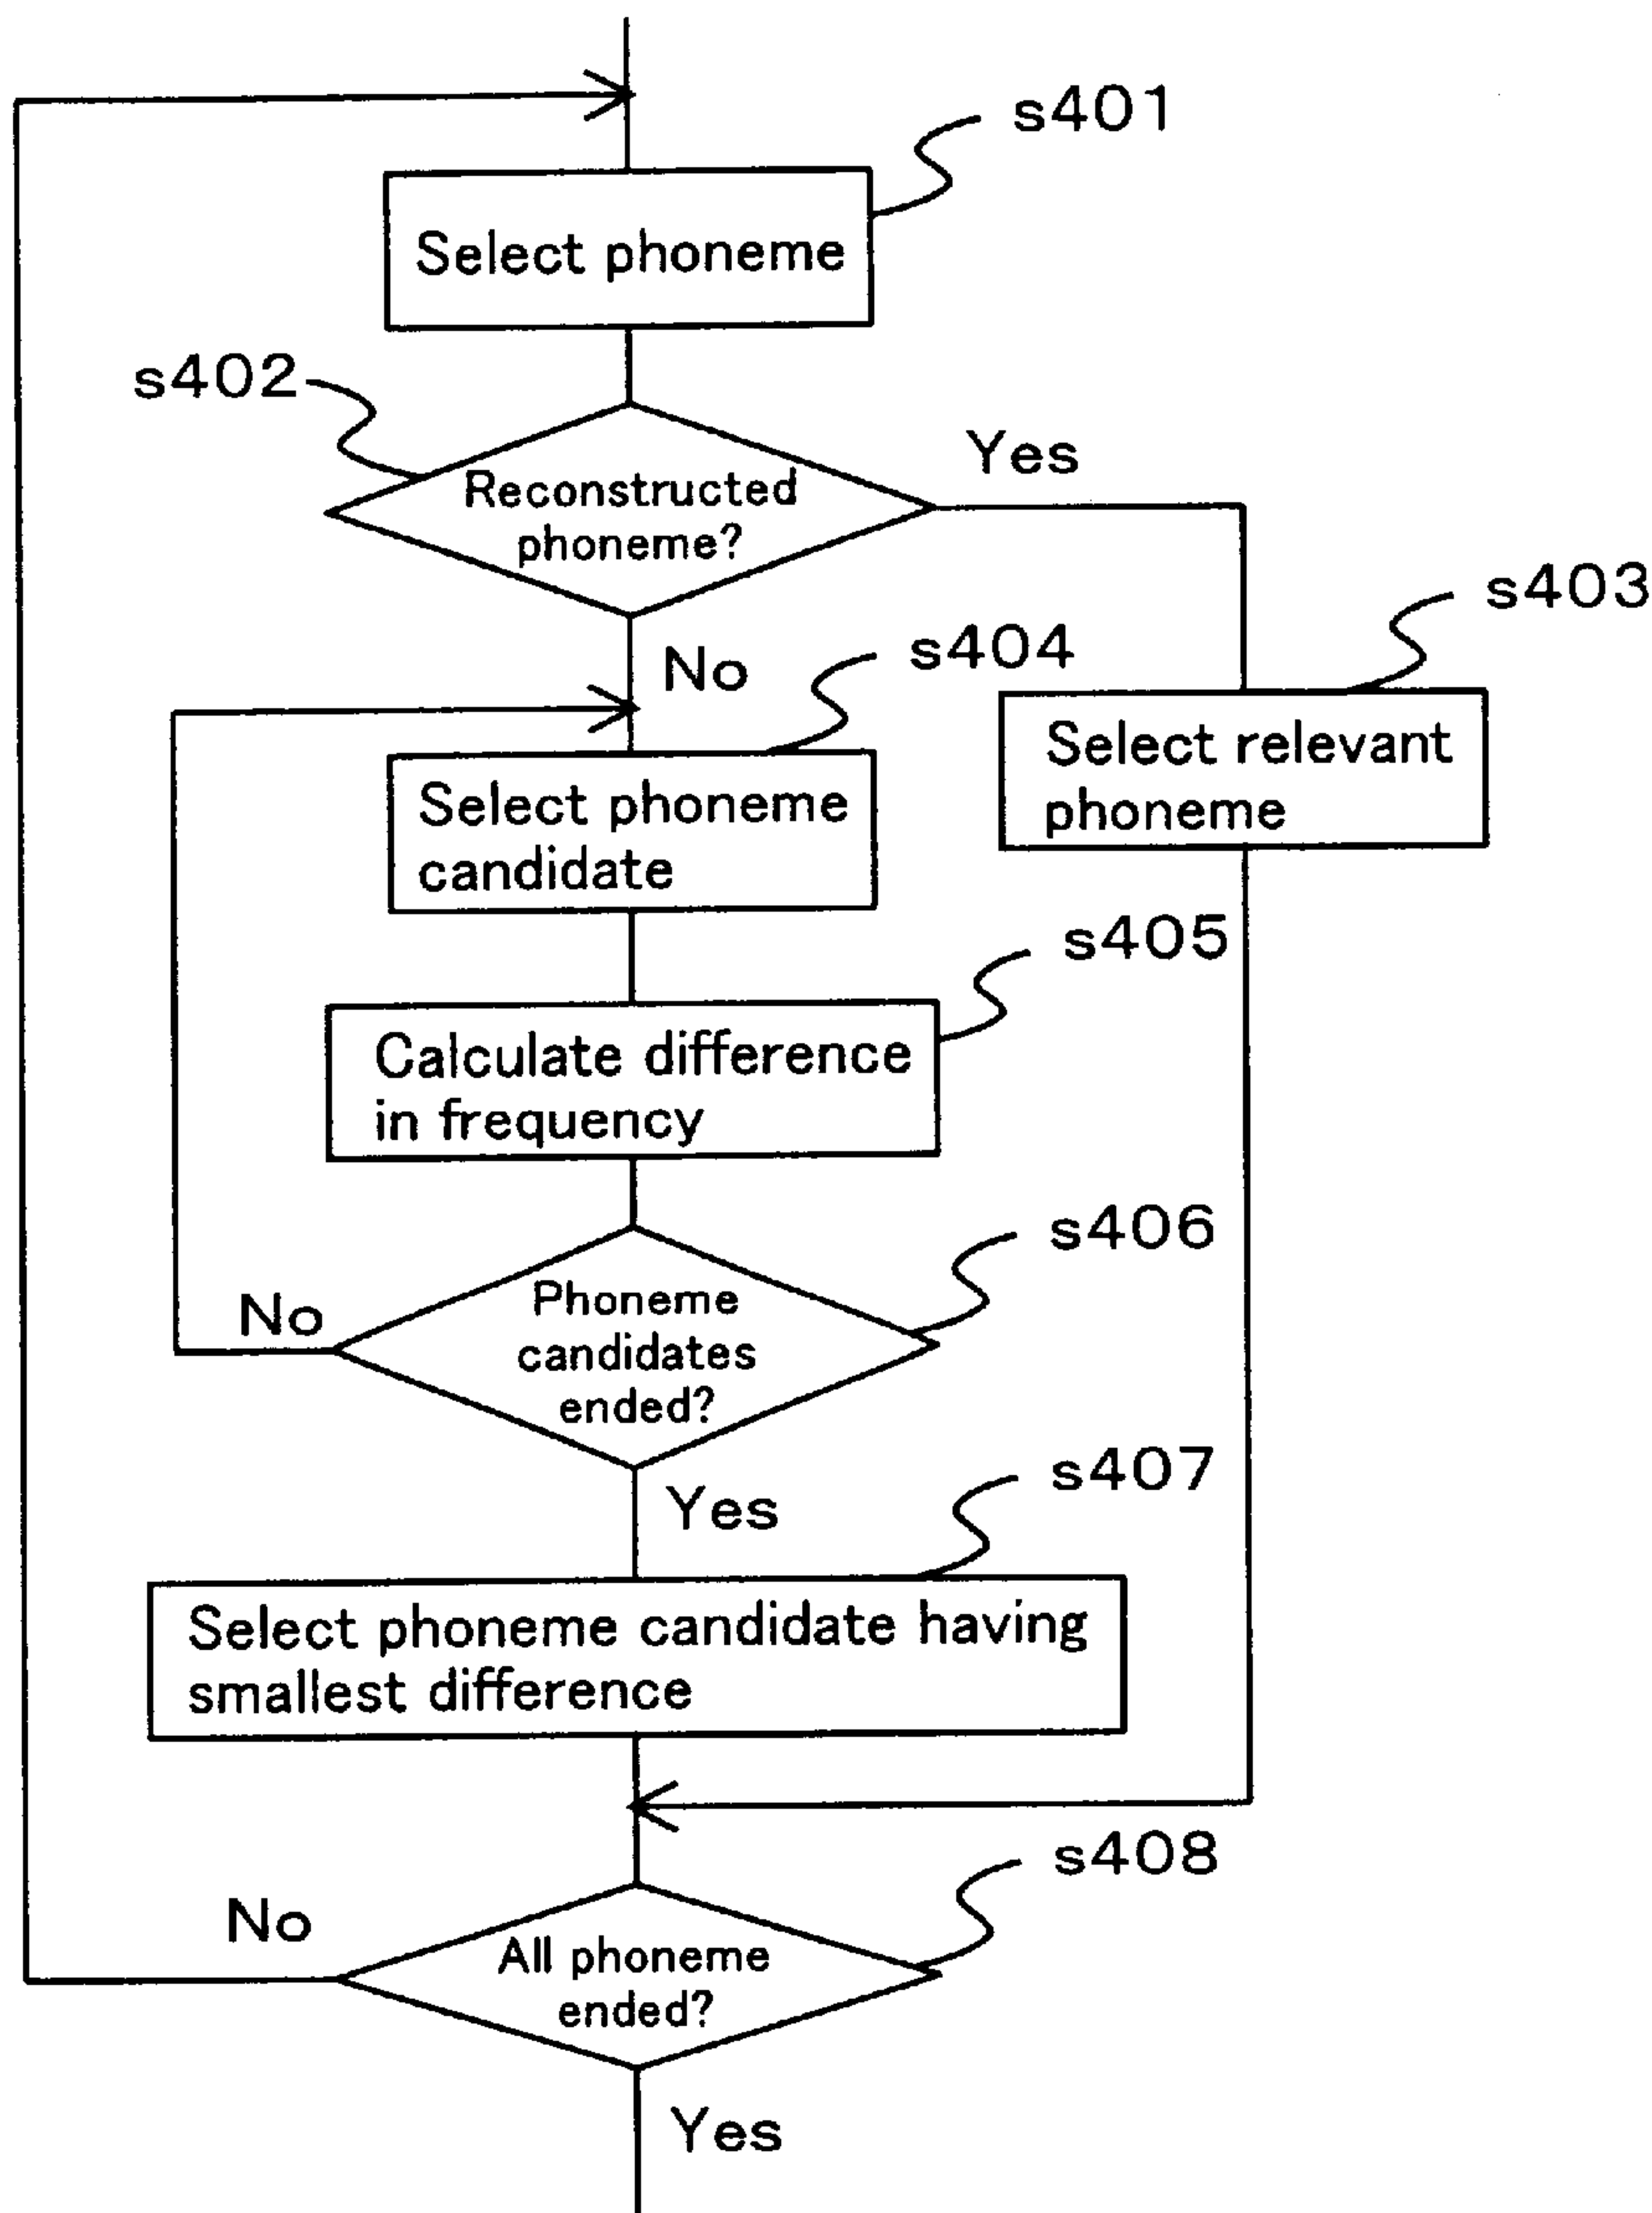 s401
Select phoneme
s402
Reconstructed
phoneme?
Yes
s403
Select relevant
phoneme
No
s404
Select phoneme
candidate
s405
Calculate difference
in frequency
s406
Phoneme
candidates
ended?
No
Yes
s407
Select phoneme candidate having
smallest difference
s408
All phoneme
ended?
No
Yes